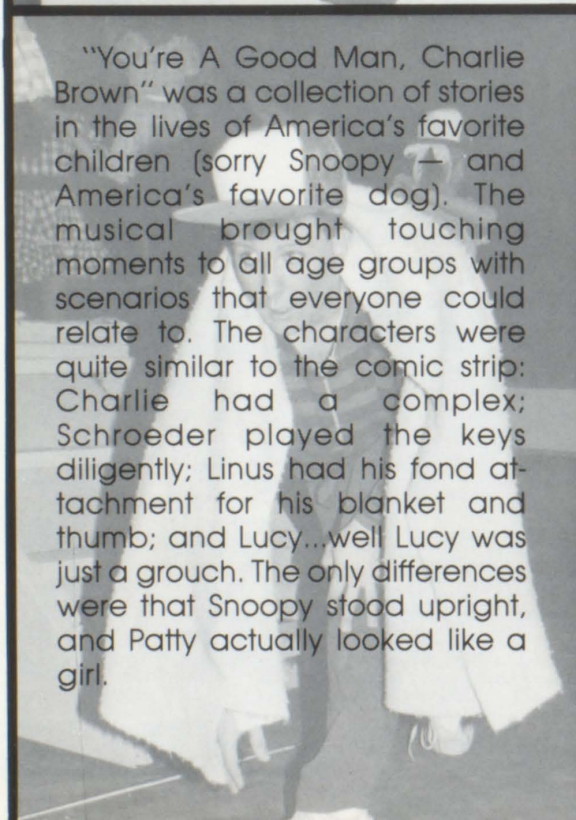 "You're A Good Man, Charlie
Brown" was a collection of stories
in the lives of America's favorite
children (sorry Snoopy — and
America's favorite dog). The
musical brought touching
moments to all age groups with
scenarios that everyone could
relate to. The characters were
quite similar to the comic strip:
Charlie had a complex;
Schroeder played the keys
diligently; Linus had his fond at-
tachment for his blanket and
thumb; and Lucy...well Lucy was
just a grouch. The only differences
were that Snoopy stood upright,
and Patty actually looked like a
girl.